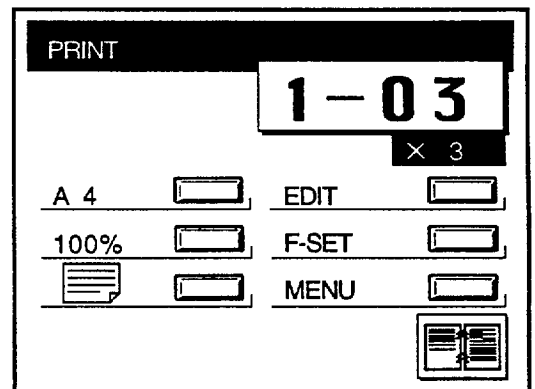 PRINT
1-03
× 3
A 4
EDIT
100%
F-SET
MENU